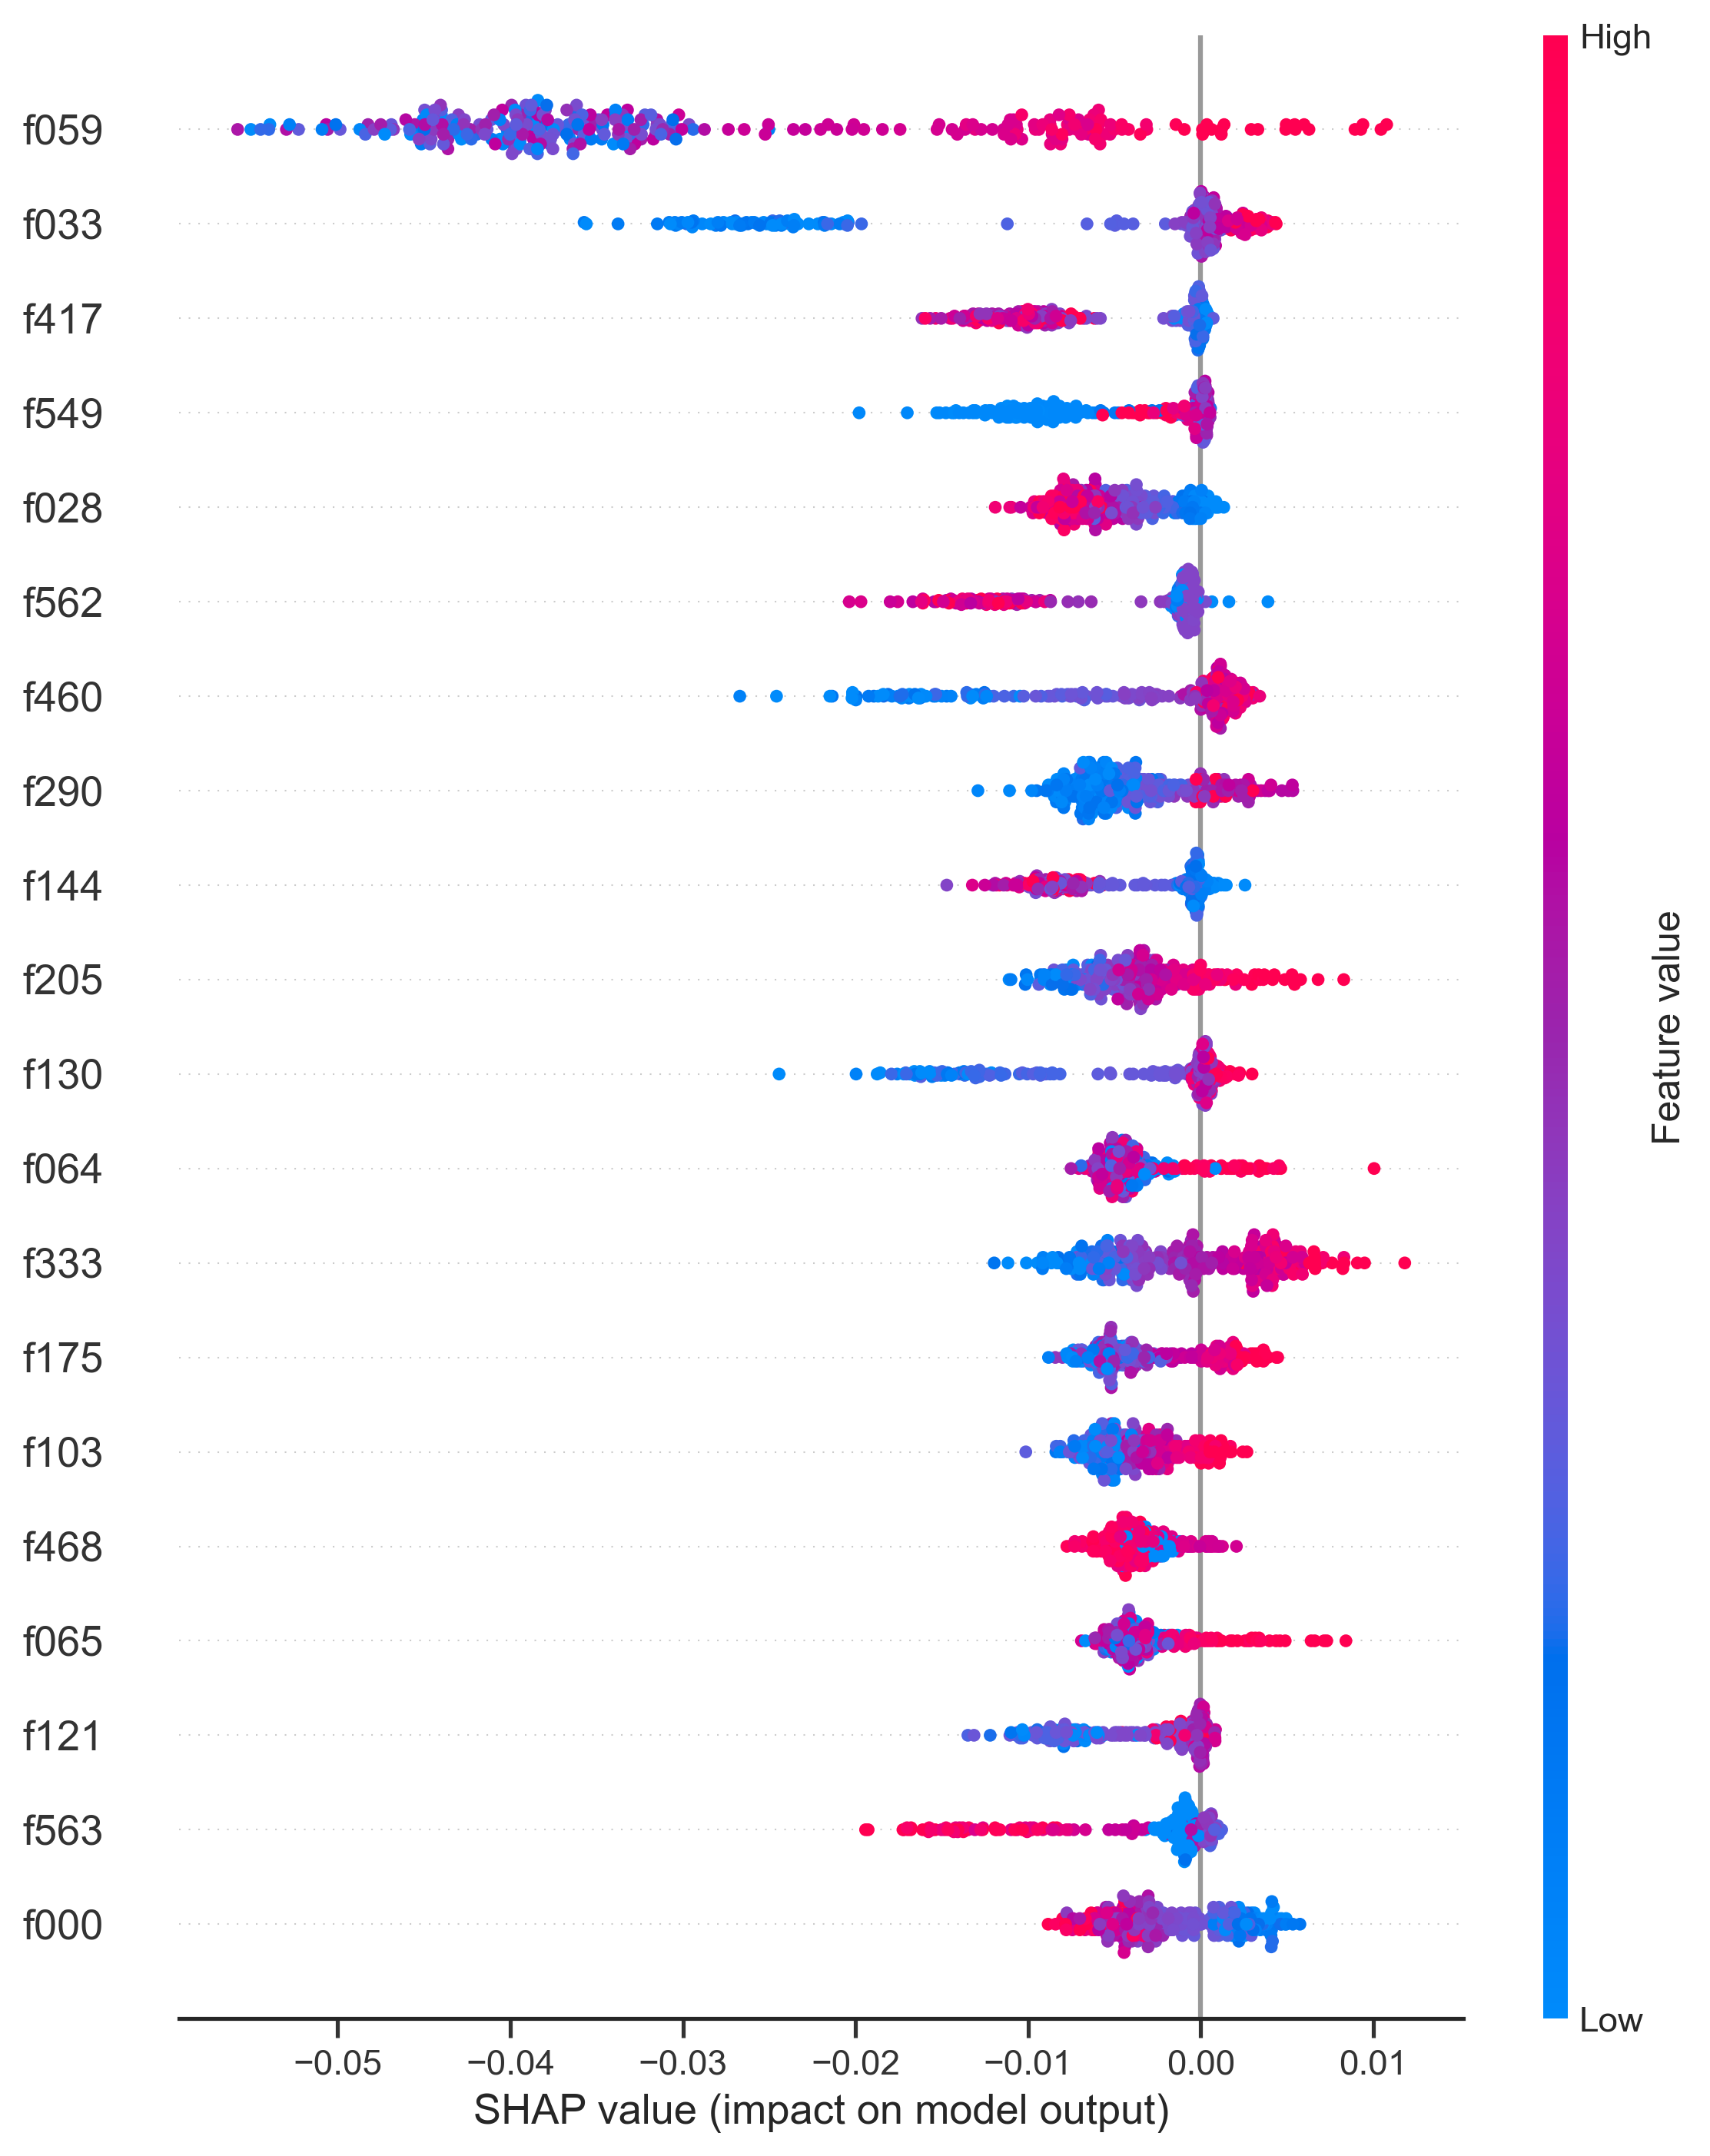 High
f059
f033
f417
f549
f028
f562
f460
f290
f144
f205
f130
f064
f333
f175
f103
f468
f065
f121
f563
f000
Feature value
Low
−0.05 −0.04 −0.03 −0.02 −0.01 0.00 0.01
SHAP value (impact on model output)